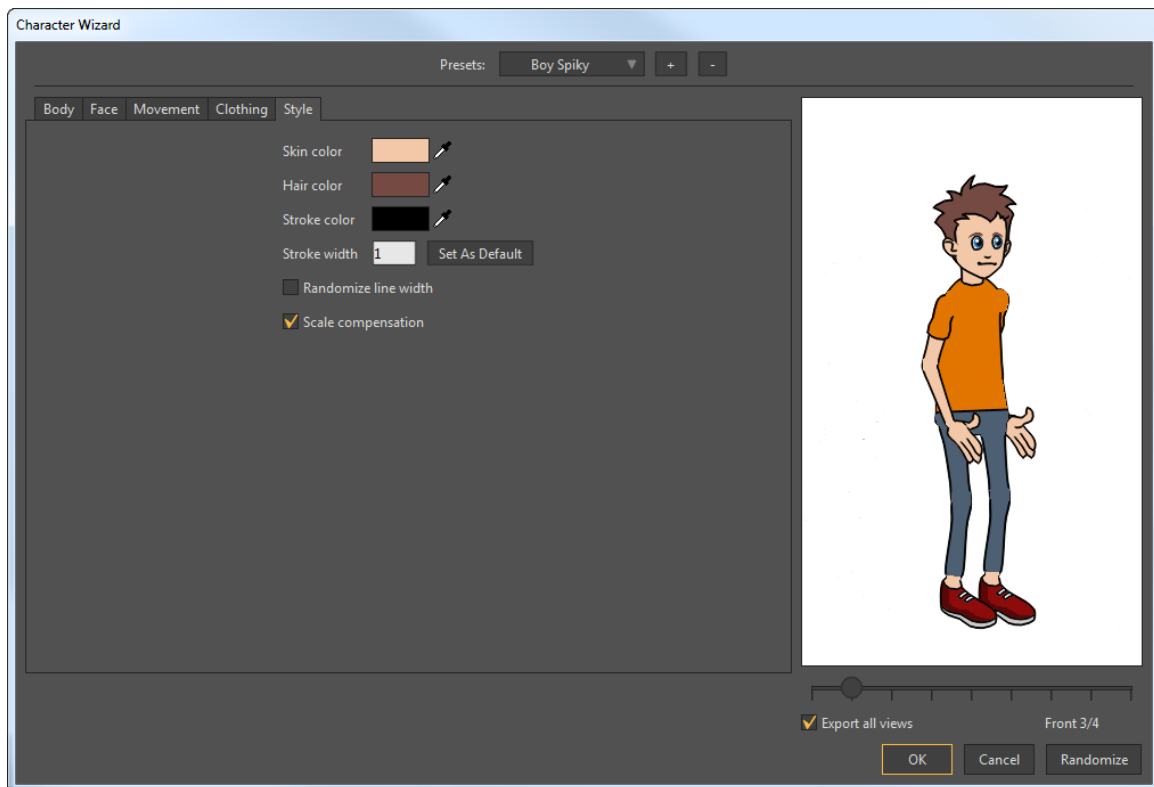 Character Wizard
Presets: Boy Spiky + -
Body Face Movement Clothing Style
Skin color
Hair color
Stroke color
Stroke width 1 Set As Default
Randomize line width
Scale compensation
Export all views Front 3/4
OK Cancel Randomize